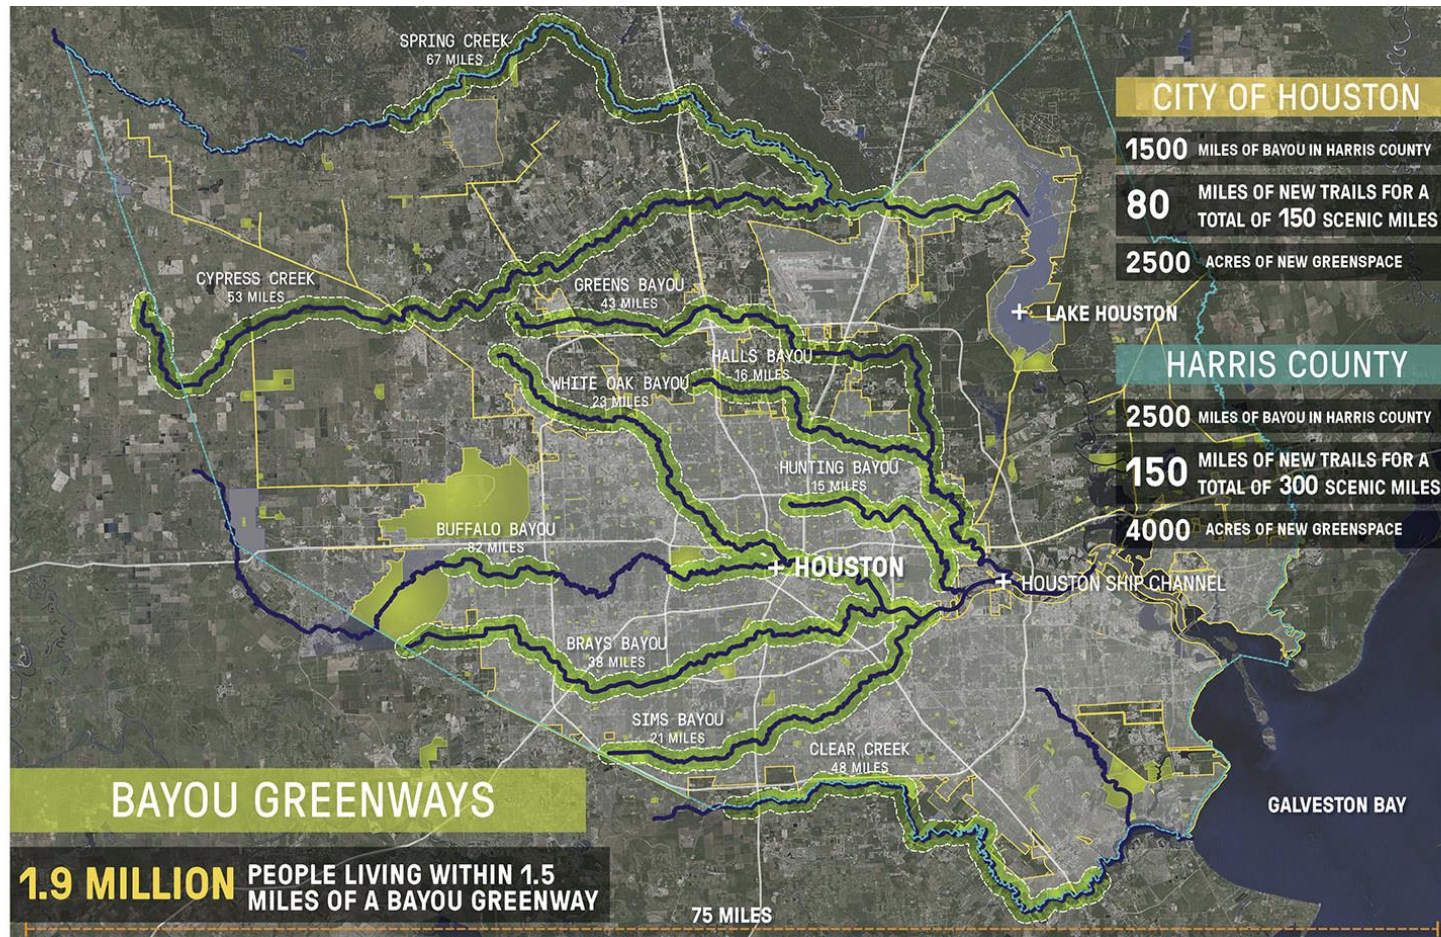 SPRING CREEK
67 MILES
CITY OF HOUSTON
1500 MILES OF BAYOU IN HARRIS COUNTY
80 MILES OF NEW TRAILS FOR A
TOTAL OF 150 SCENIC MILES
2500 ACRES OF NEW GREENSPACE
CYPRESS CREEK
53 MILES
GREENS BAYOU
43 MILES
+ LAKE HOUSTON
HALLS BAYOU
16 MILES
WHITE OAK BAYOU
23 MILES
HARRIS COUNTY
2500 MILES OF BAYOU IN HARRIS COUNTY
150 MILES OF NEW TRAILS FOR A
TOTAL OF 300 SCENIC MILES
4000 ACRES OF NEW GREENSPACE
HUNTING BAYOU
15 MILES
BUFFALO BAYOU
32 MILES
+ HOUSTON
+ HOUSTON SHIP CHANNEL
BRAYS BAYOU
38 MILES
SIMS BAYOU
21 MILES
CLEAR CREEK
48 MILES
GALVESTON BAY
BAYOU GREENWAYS
1.9 MILLION PEOPLE LIVING WITHIN 1.5
MILES OF A BAYOU GREENWAY
75 MILES